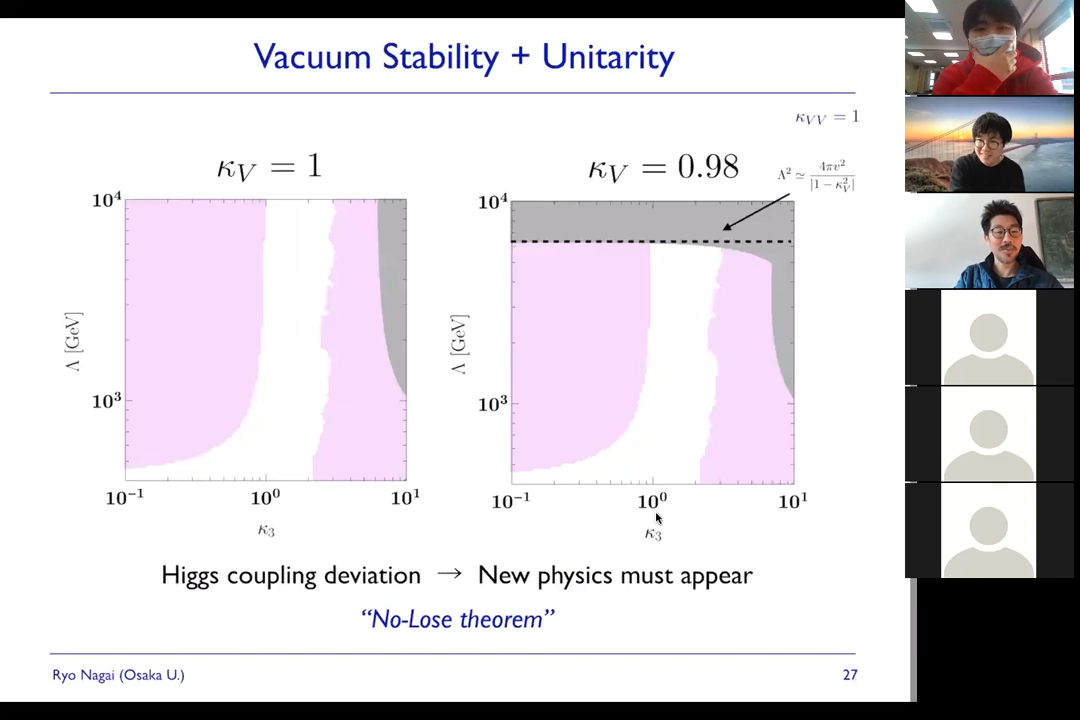 Vacuum Stability + Unitarity
κ_{VV} = 1
κ_V = 1
κ_V = 0.98
Λ² ≃ 4πv² / |1 − κ_V²|
10⁴
10³
Λ [GeV]
10⁻¹ 10⁰ 10¹
κ₃
10⁴
10³
Λ [GeV]
10⁻¹ 10⁰ 10¹
κ₃
Higgs coupling deviation → New physics must appear
“No-Lose theorem”
Ryo Nagai (Osaka U.) 27